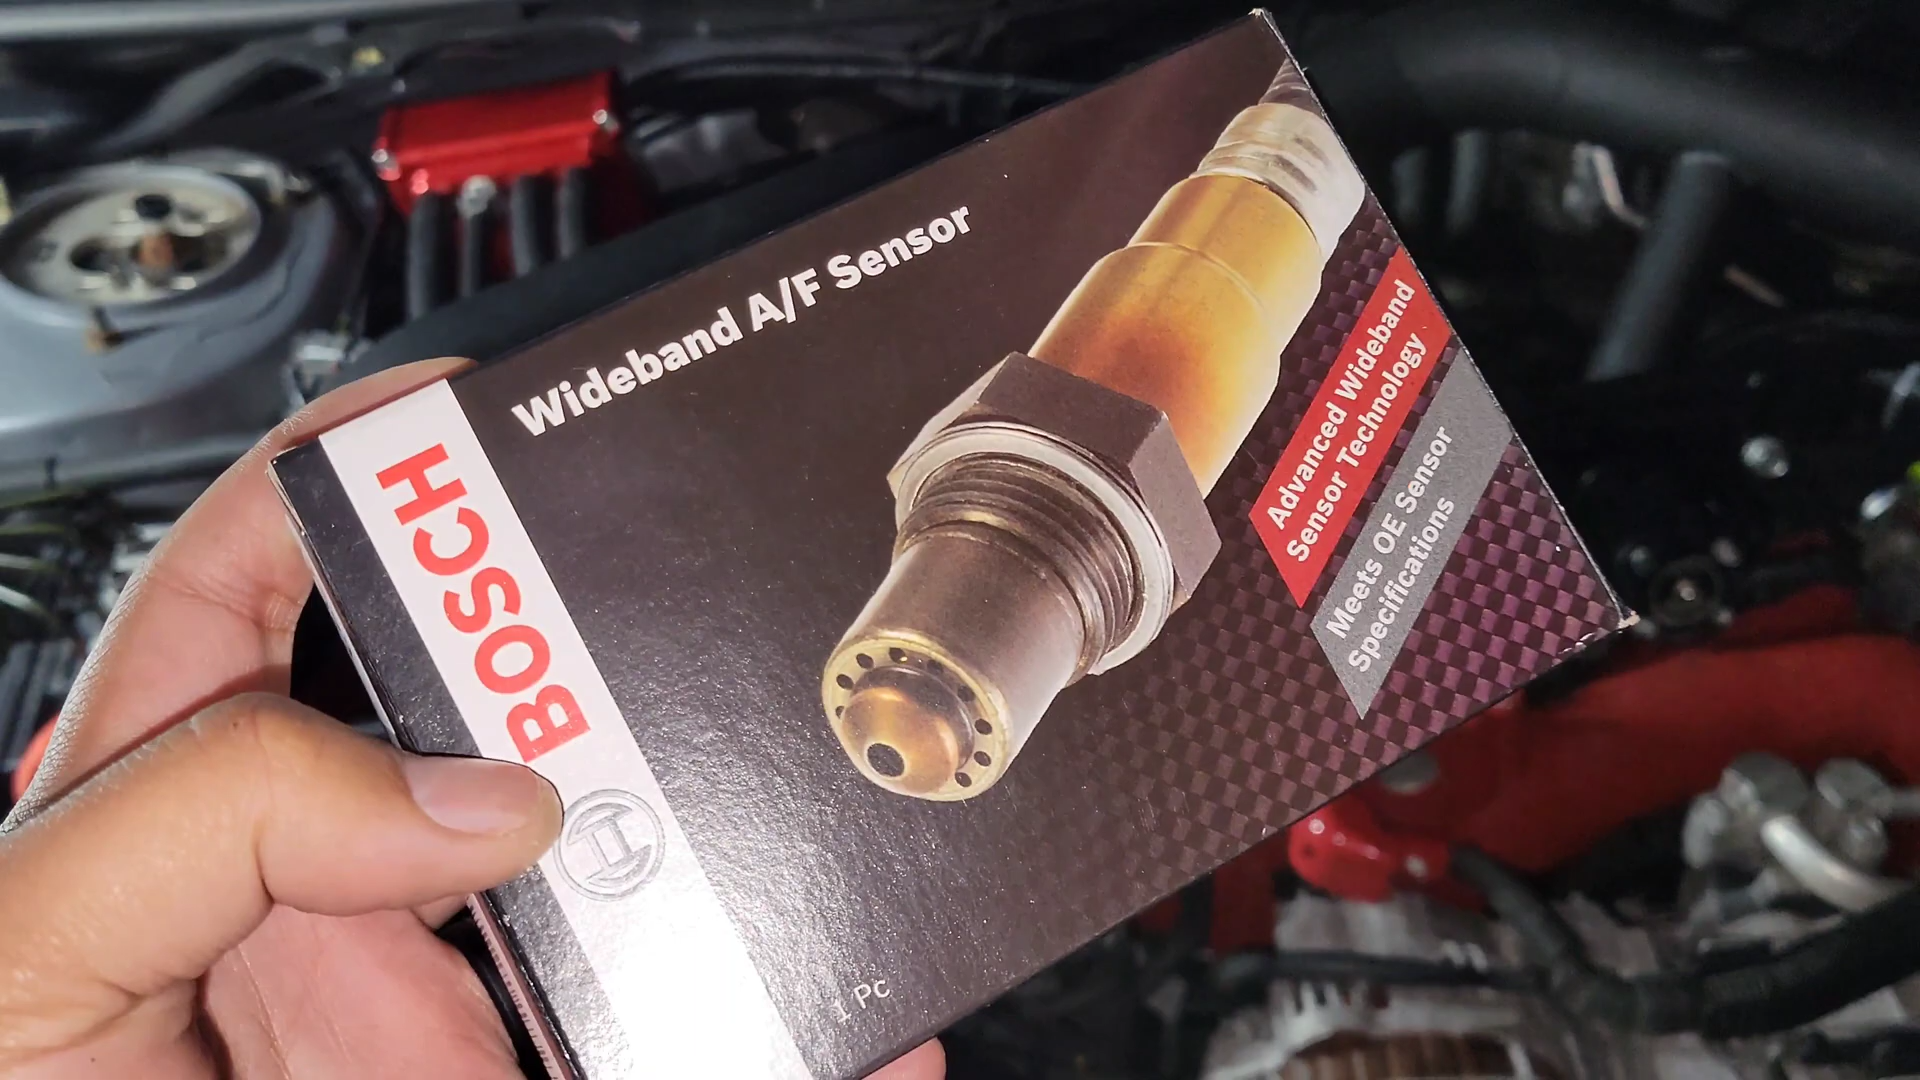 Wideband A/F Sensor
BOSCH
Advanced Wideband
Sensor Technology
Meets OE Sensor
Specifications
1 Pc